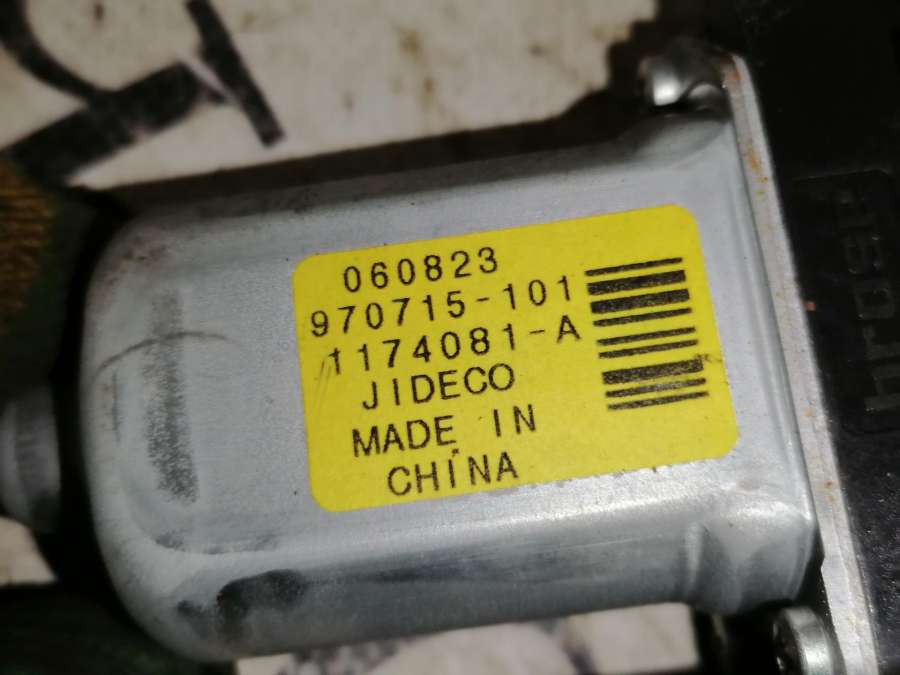 060823
970715-101
1174081-A
JIDECO
MADE IN
CHINA